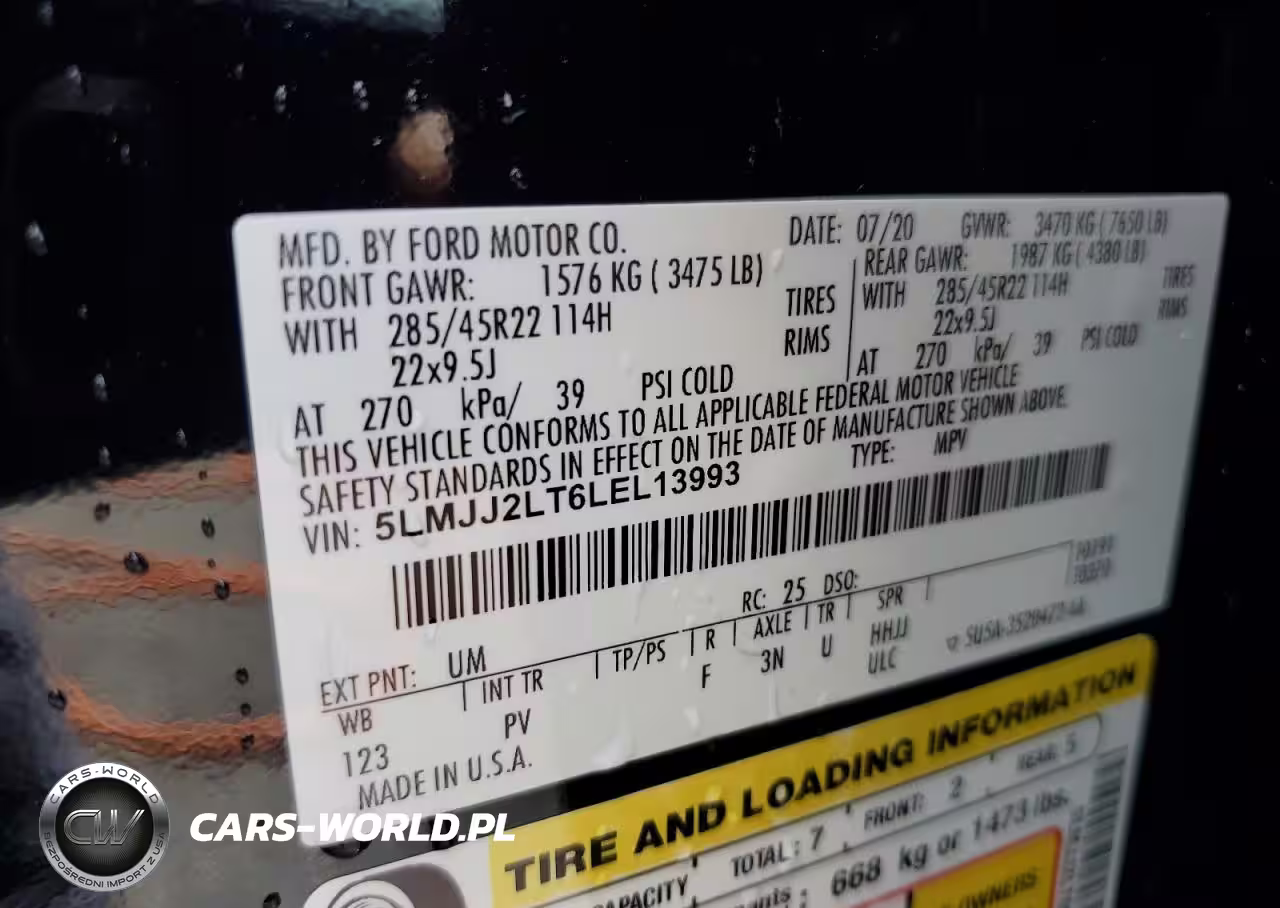 MFD. BY FORD MOTOR CO. DATE: 07/20 GVWR: 3470 KG ( 7650 LB)
FRONT GAWR: 1576 KG ( 3475 LB) REAR GAWR: 1987 KG ( 4380 LB)
WITH 285/45R22 114H TIRES WITH 285/45R22 114H TIRES
22x9.5J RIMS 22x9.5J RIMS
AT 270 kPa/ 39 PSI COLD AT 270 kPa/ 39 PSI COLD
THIS VEHICLE CONFORMS TO ALL APPLICABLE FEDERAL MOTOR VEHICLE
SAFETY STANDARDS IN EFFECT ON THE DATE OF MANUFACTURE SHOWN ABOVE.
VIN: 5LMJJ2LT6LEL13993 TYPE: MPV
EXT PNT: UM RC: 25 DSO:
WB INT TR TP/PS R AXLE TR SPR
123 PV F 3N U HHJJ
ULC
MADE IN U.S.A.
TIRE AND LOADING INFORMATION
CAPACITY TOTAL: 7 FRONT: 2 REAR: 5
668 kg or 1473 lbs.
OWNERS
CARS-WORLD
CW
BEZPOŚREDNI IMPORT Z USA
CARS-WORLD.PL